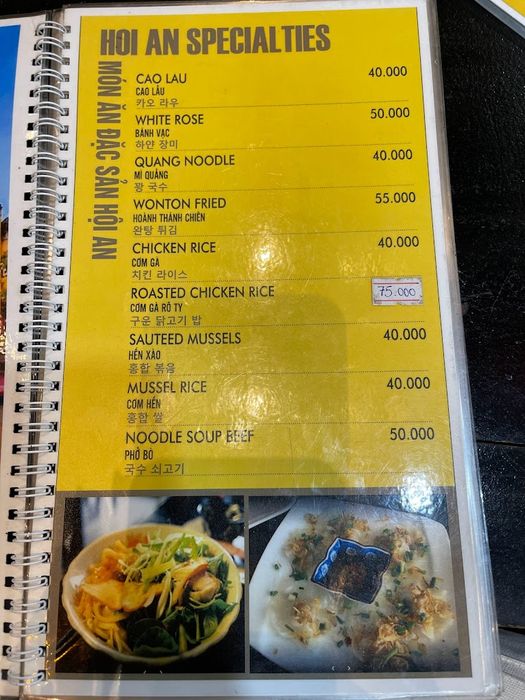 HOI AN SPECIALTIES
MÓN ĂN ĐẶC SẢN HỘI AN
CAO LAU 40.000
CAO LẦU
카오 라우
WHITE ROSE 50.000
BÁNH VẠC
하얀 장미
QUANG NOODLE 40.000
MÌ QUẢNG
꽝 국수
WONTON FRIED 55.000
HOÀNH THÁNH CHIÊN
완탕 튀김
CHICKEN RICE 40.000
CƠM GÀ
치킨 라이스
ROASTED CHICKEN RICE 75.000
CƠM GÀ RÔ TY
구운 닭고기 밥
SAUTEED MUSSELS 40.000
HẾN XÀO
홍합 볶음
MUSSEL RICE 40.000
CƠM HẾN
홍합 쌀
NOODLE SOUP BEEF 50.000
PHỞ BÒ
국수 쇠고기